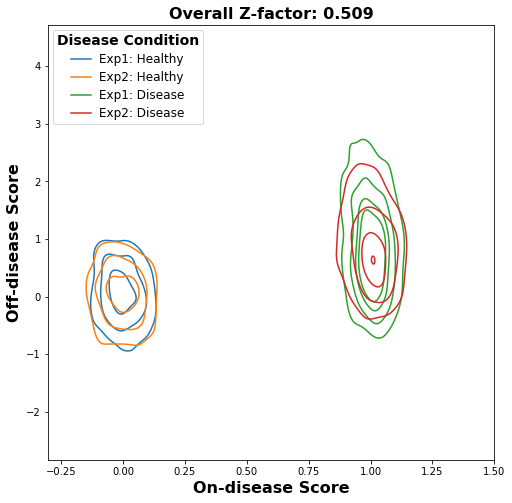 Overall Z-factor: 0.509
Disease Condition
Exp1: Healthy
Exp2: Healthy
Exp1: Disease
Exp2: Disease
4
3
2
1
0
−1
−2
Off-disease Score
−0.25 0.00 0.25 0.50 0.75 1.00 1.25 1.50
On-disease Score